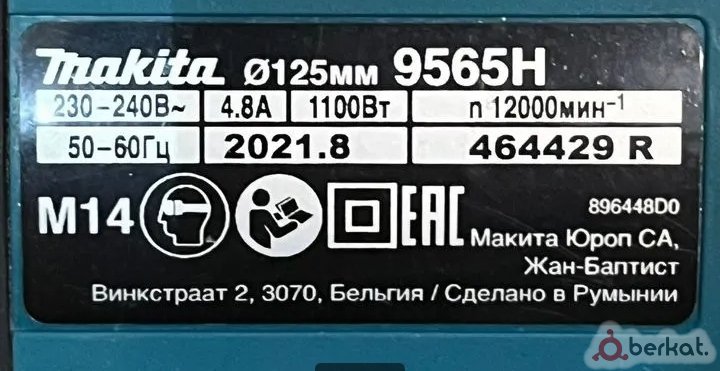 makita Ø125мм 9565H
230-240В~ 4.8А 1100Вт n 12000мин-1
50-60Гц 2021.8 464429 R
M14 EAC 896448D0
Макита Юроп СА,
Жан-Баптист
Винкстраат 2, 3070, Бельгия / Сделано в Румынии
berkat.